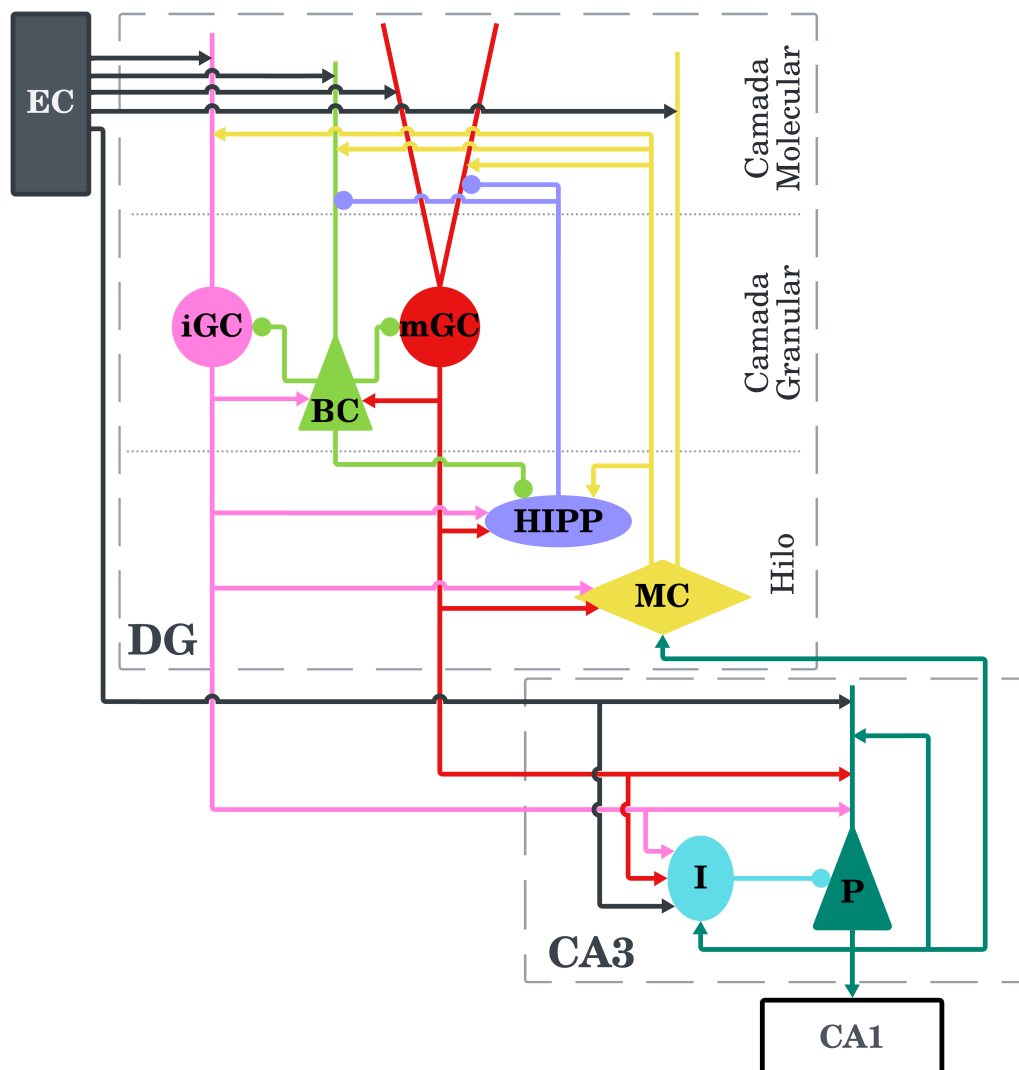 EC
Camada
Molecular
iGC
mGC
BC
Camada
Granular
HIPP
MC
Hilo
DG
I
P
CA3
CA1